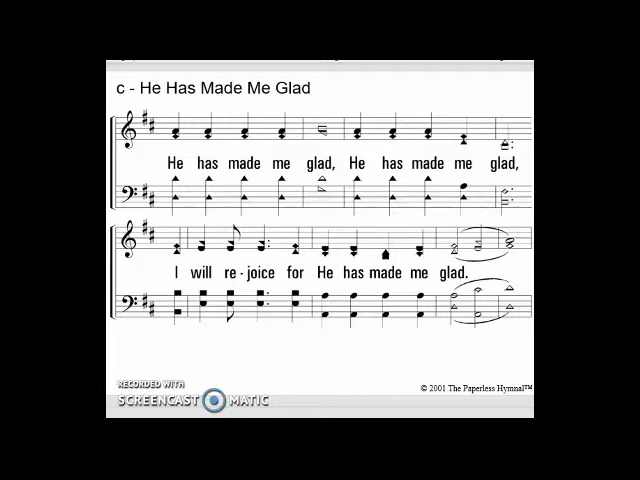 c - He Has Made Me Glad
He has made me glad, He has made me glad,
I will re - joice for He has made me glad.
© 2001 The Paperless Hymnal™
RECORDED WITH
SCREENCAST MATIC